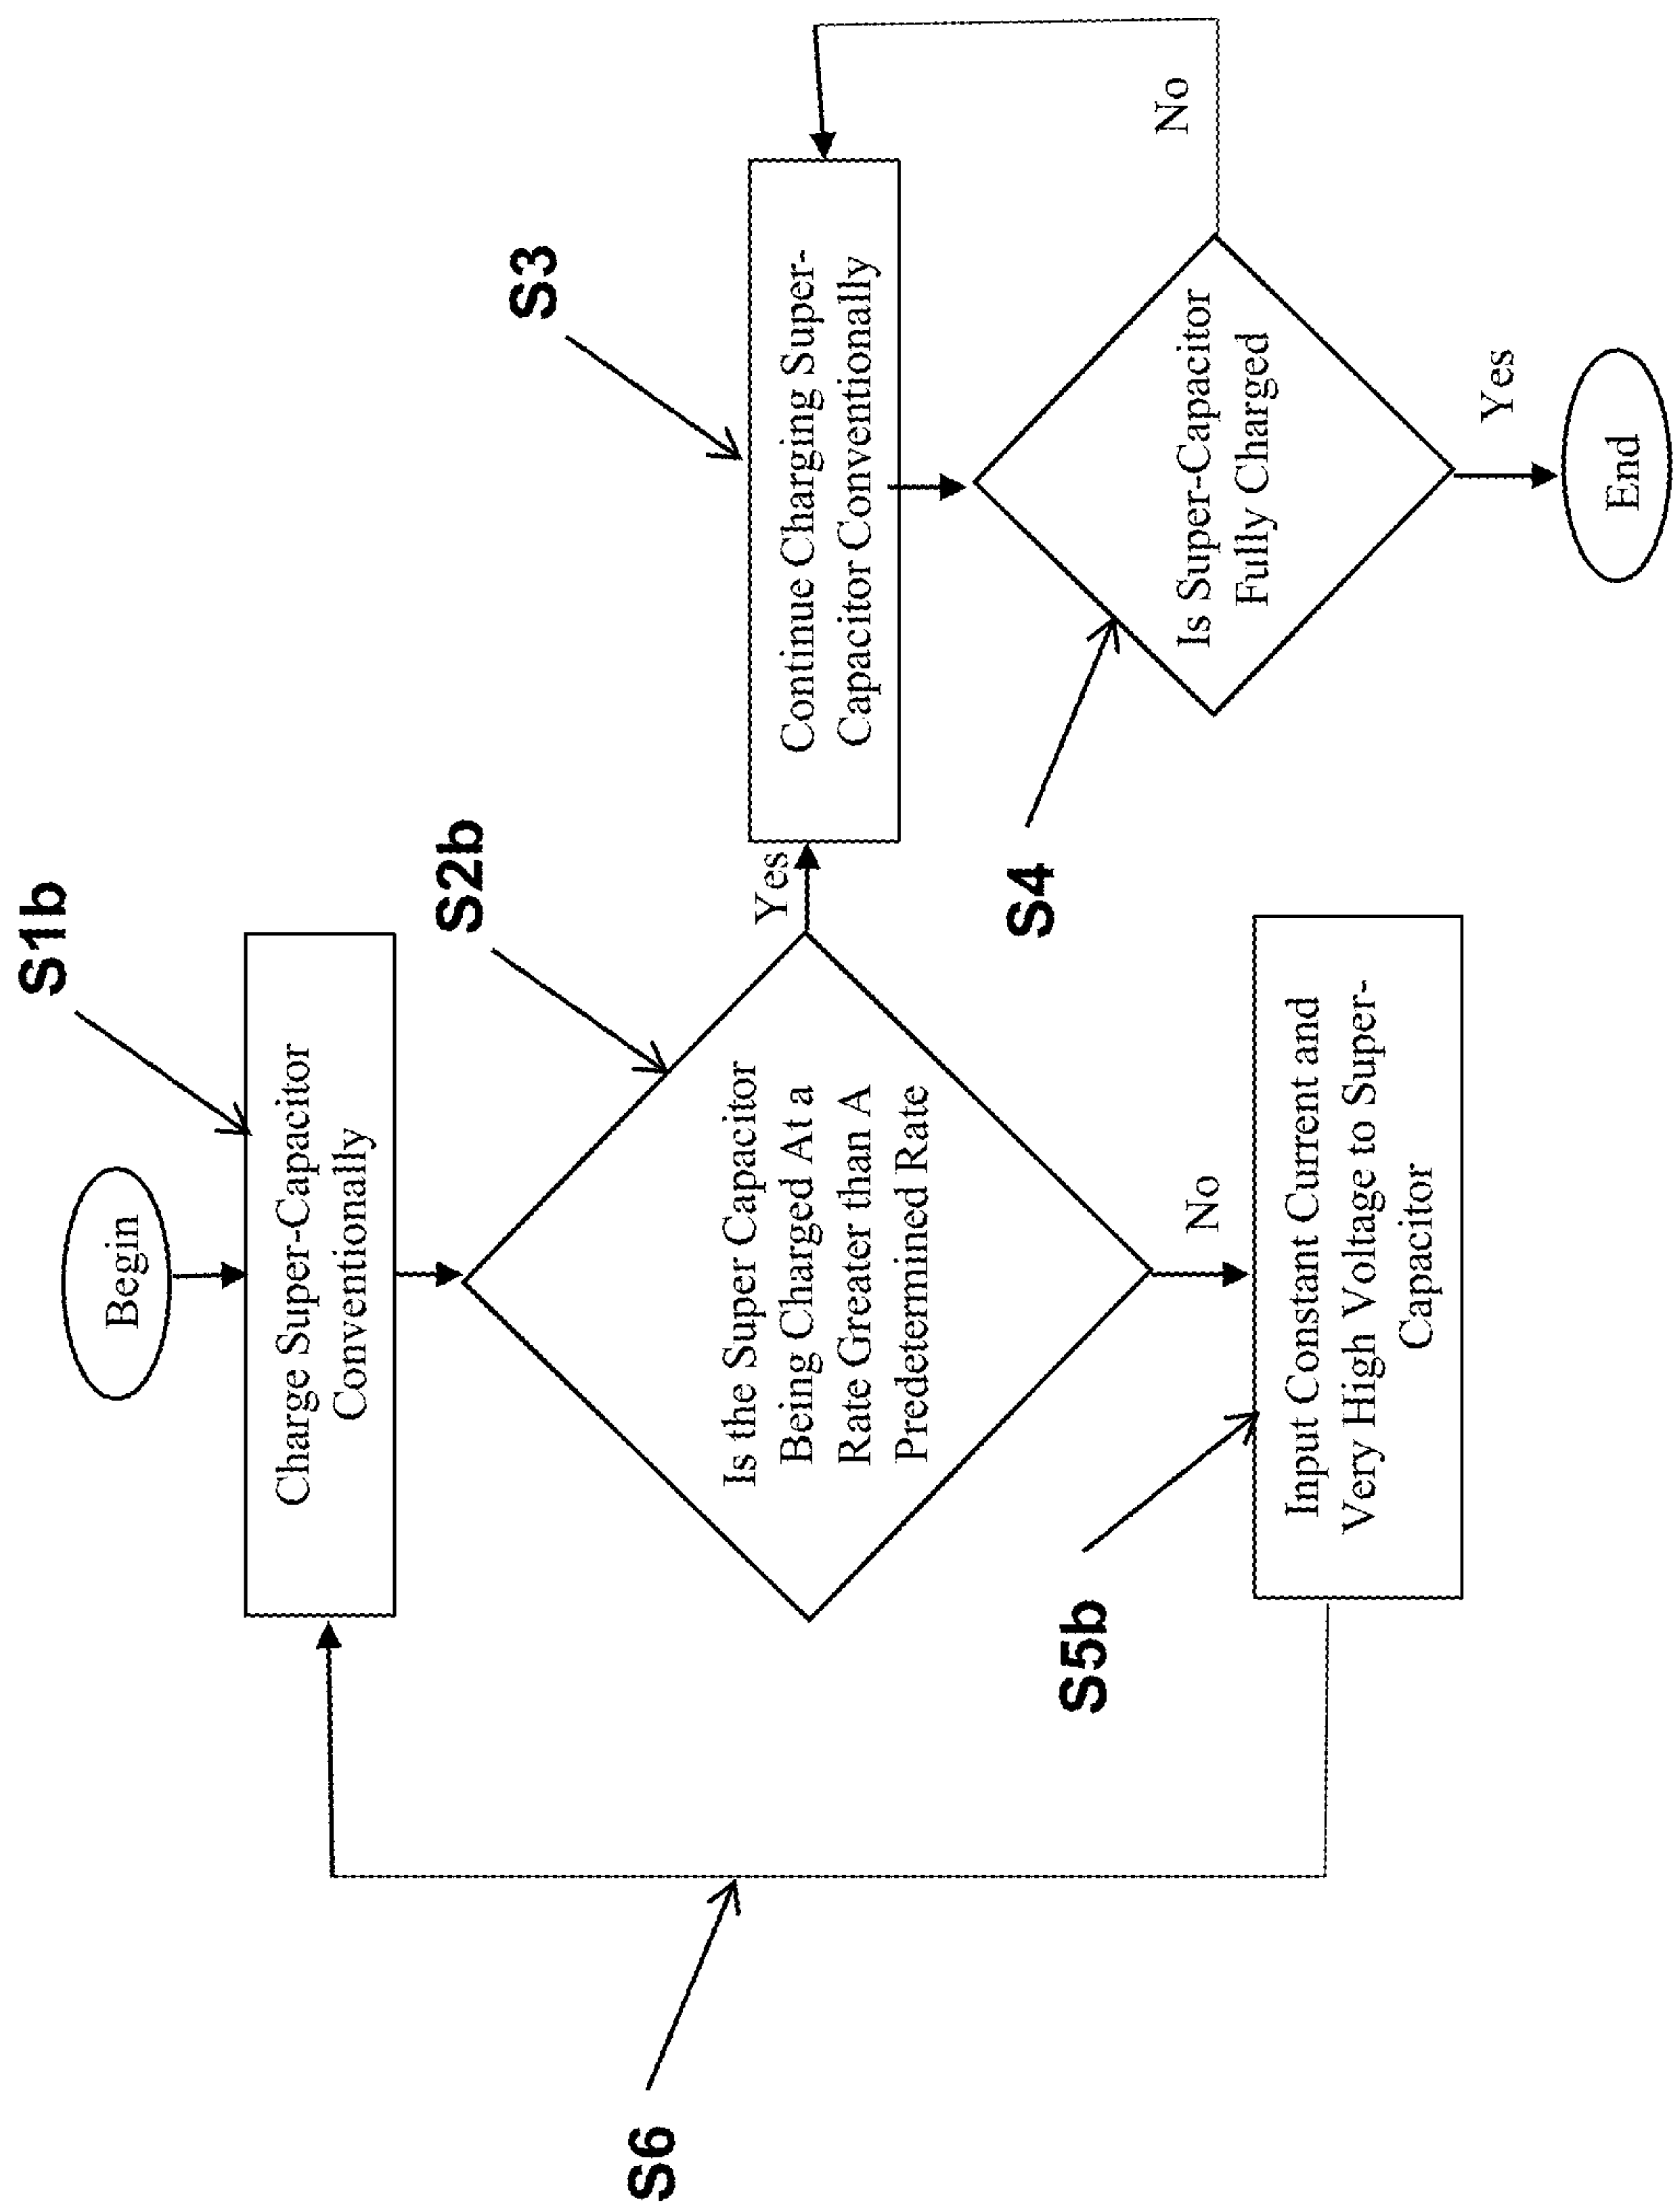 Begin
S1b
Charge Super-Capacitor
Conventionally
S2b
Is the Super Capacitor
Being Charged At a
Rate Greater than A
Predetermined Rate
Yes
S3
Continue Charging Super-
Capacitor Conventionally
S4
Is Super-Capacitor
Fully Charged
No
Yes
End
No
S5b
Input Constant Current and
Very High Voltage to Super-
Capacitor
S6